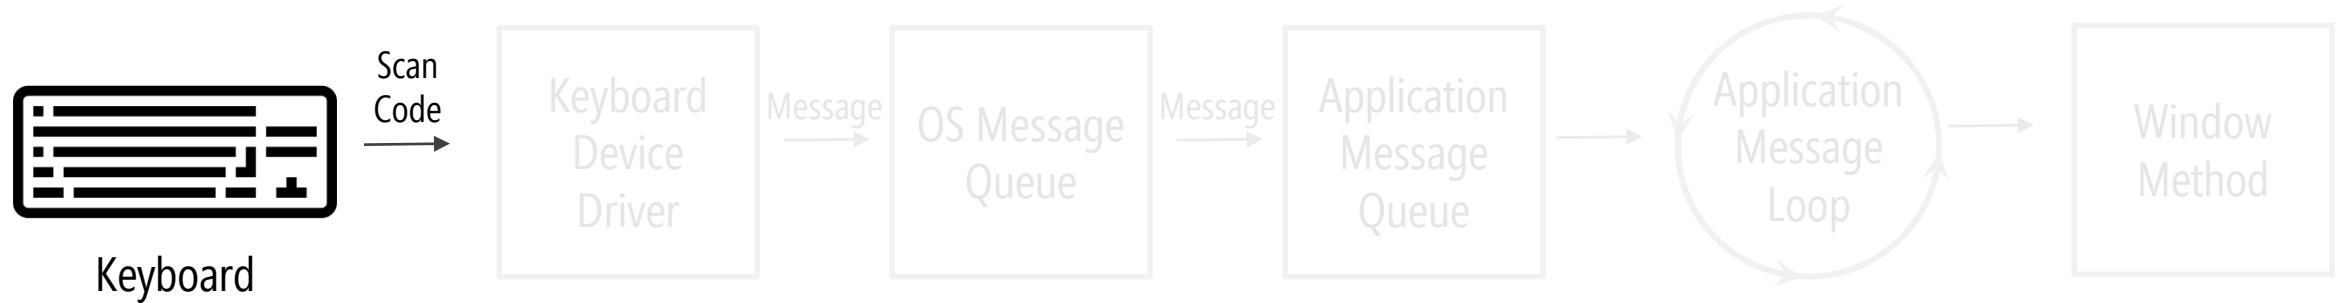 Scan
Code
Keyboard
Keyboard
Device
Driver
Message
OS Message
Queue
Message
Application
Message
Queue
Application
Message
Loop
Window
Method